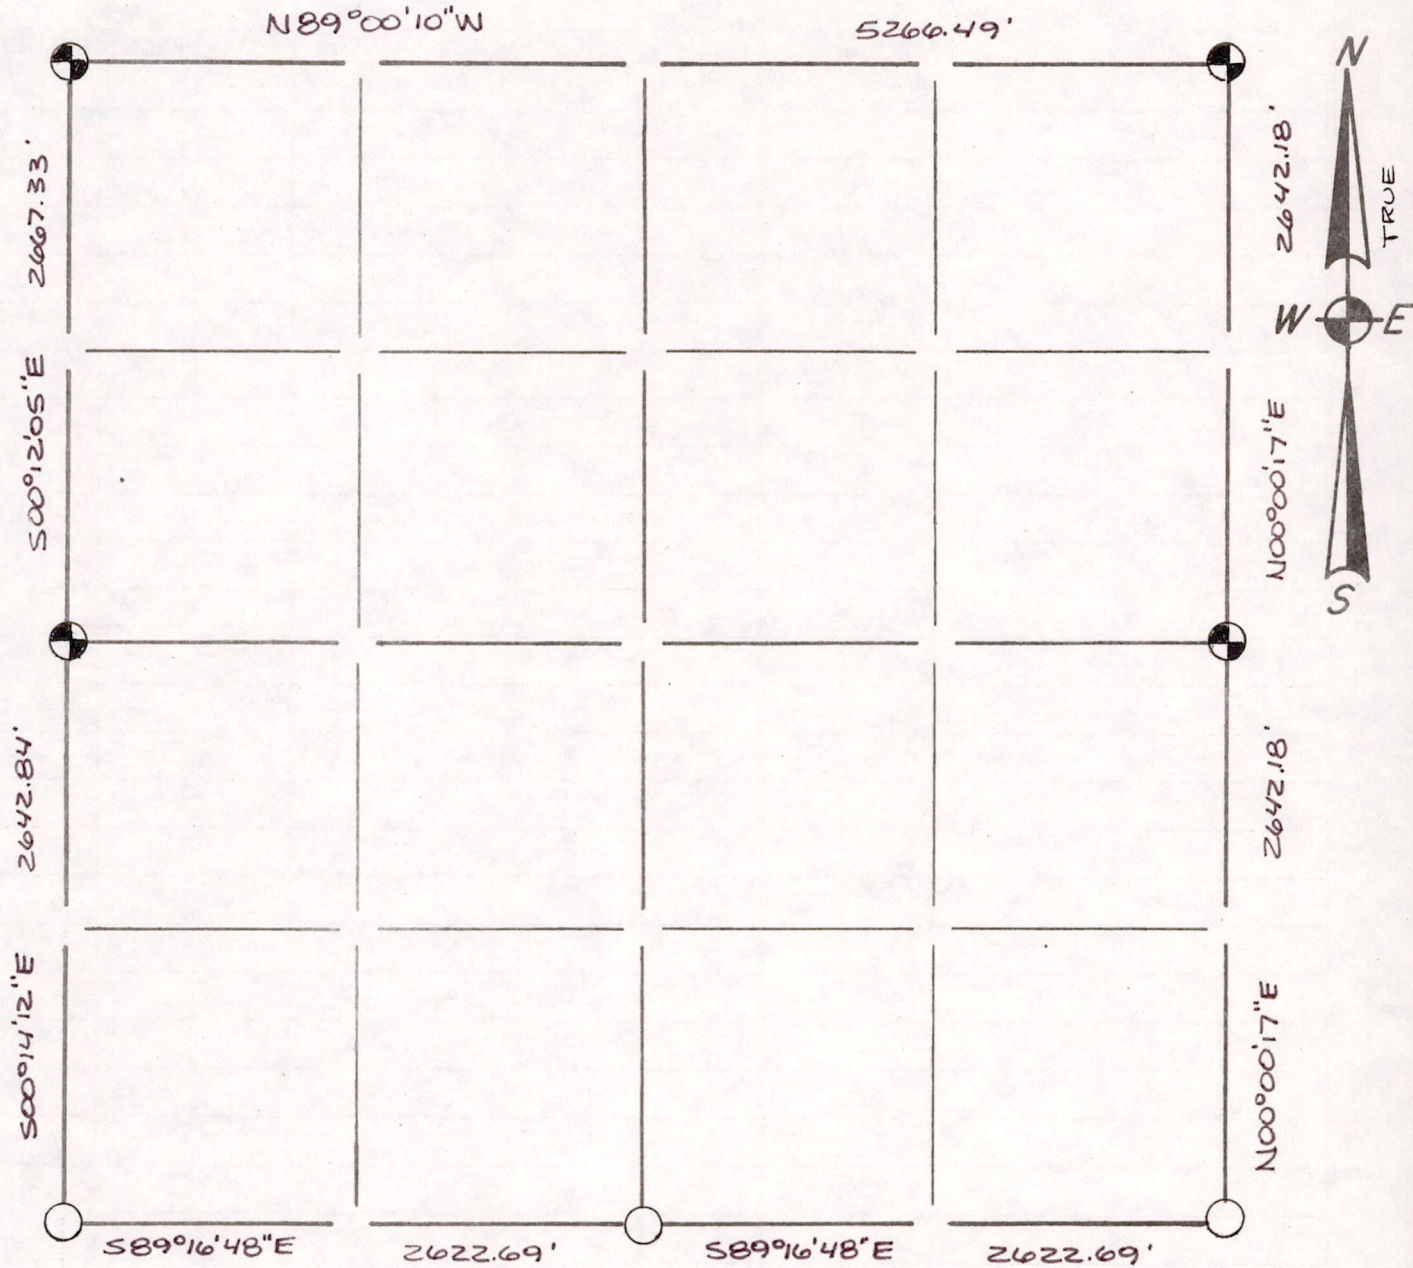 N89°00'10"W 5266.49'
N
2667.33'
2642.18'
TRUE
W E
S00°12'05"E
N00°00'17"E
S
2642.84'
2642.18'
S00°14'12"E
N00°00'17"E
S89°16'48"E 2622.69' S89°16'48"E 2622.69'